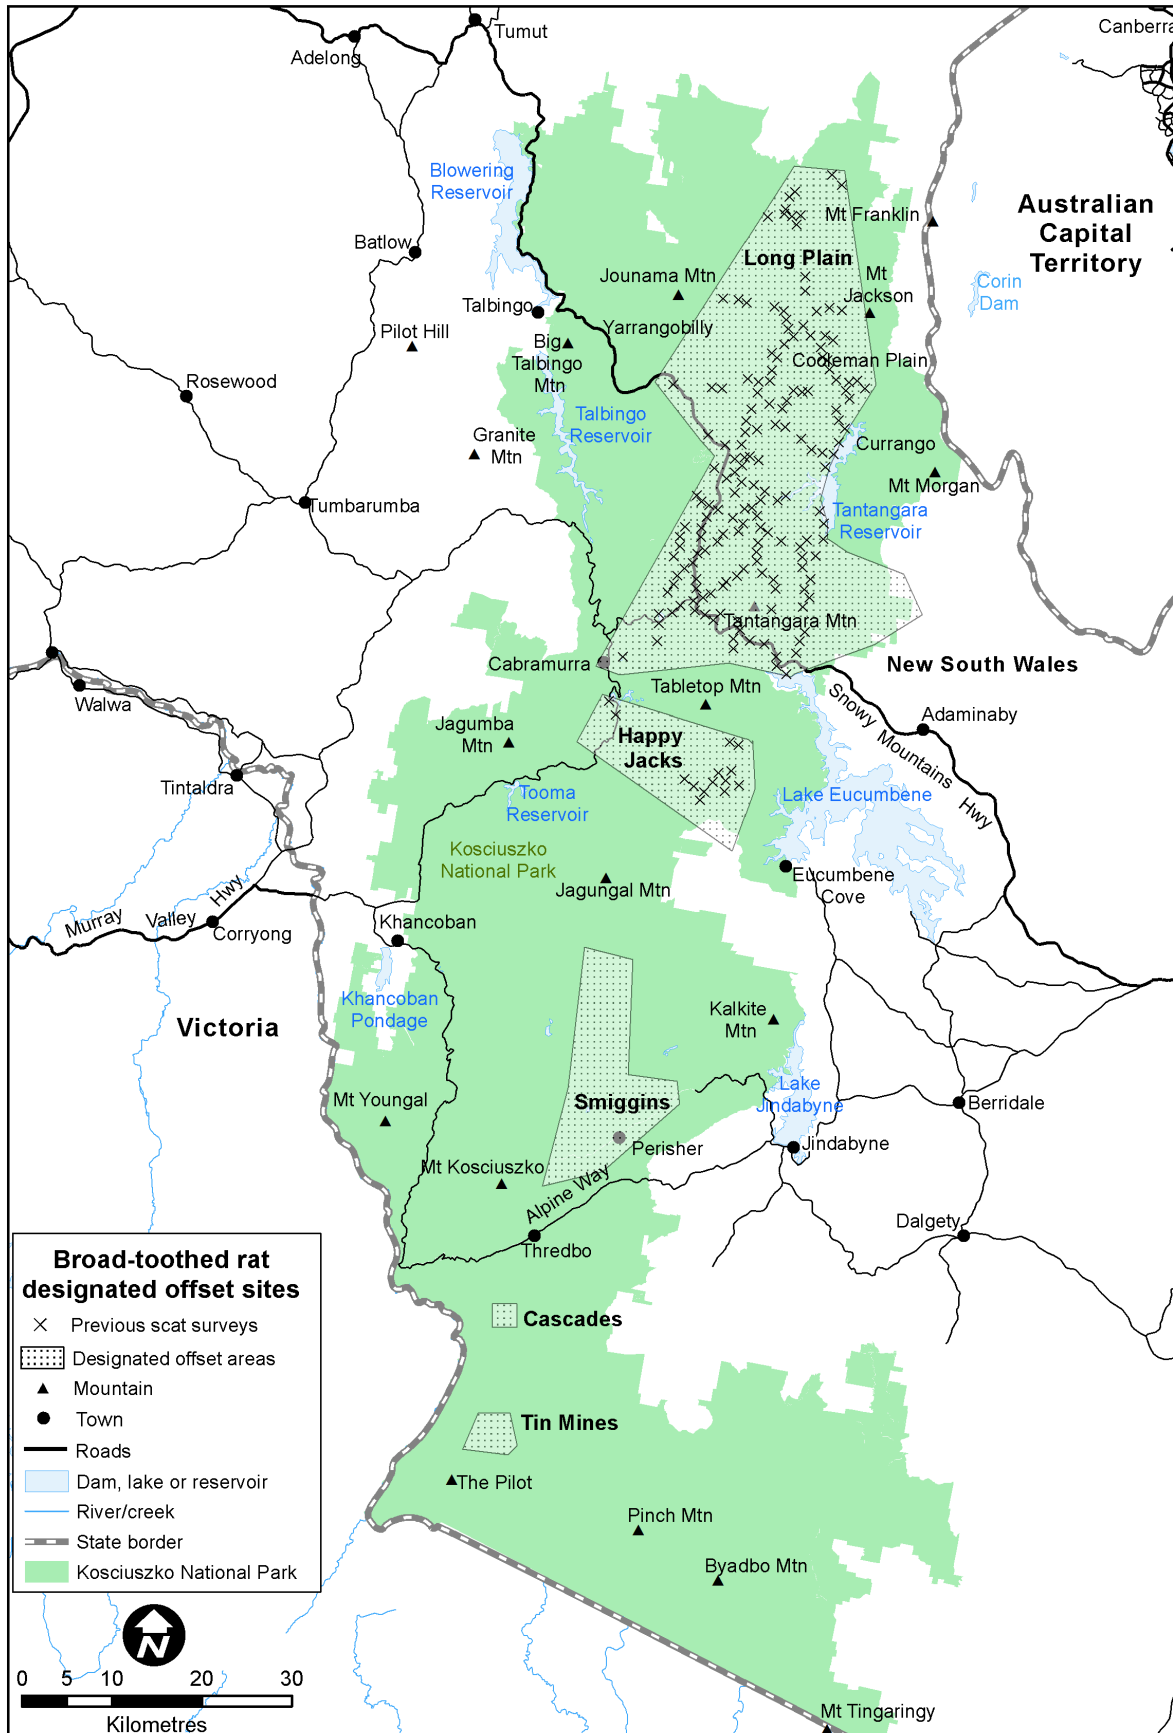 Tumut
Canberra
Adelong
Blowering
Reservoir
Mt Franklin
Australian
Capital
Territory
Batlow
Long Plain
Jounama Mtn
Mt
Jackson
Corin
Dam
Talbingo
Yarrangobilly
Pilot Hill
Big
Talbingo
Mtn
Cooleman Plain
Rosewood
Talbingo
Reservoir
Granite
Mtn
Currango
Mt Morgan
Tumbarumba
Tantangara
Reservoir
Tantangara Mtn
Cabramurra
New South Wales
Tabletop Mtn
Walwa
Snowy Mountains Hwy
Adaminaby
Jagumba
Mtn
Happy
Jacks
Tintaldra
Tooma
Reservoir
Lake Eucumbene
Kosciuszko
National Park
Jagungal Mtn
Eucumbene
Cove
Murray Valley Hwy
Corryong
Khancoban
Khancoban
Pondage
Kalkite
Mtn
Victoria
Mt Youngal
Smiggins
Lake
Jindabyne
Berridale
Perisher
Jindabyne
Mt Kosciuszko
Alpine Way
Thredbo
Dalgety
Cascades
Tin Mines
The Pilot
Pinch Mtn
Byadbo Mtn
Mt Tingaringy
Broad-toothed rat
designated offset sites
Previous scat surveys
Designated offset areas
Mountain
Town
Roads
Dam, lake or reservoir
River/creek
State border
Kosciuszko National Park
N
0 5 10 20 30
Kilometres